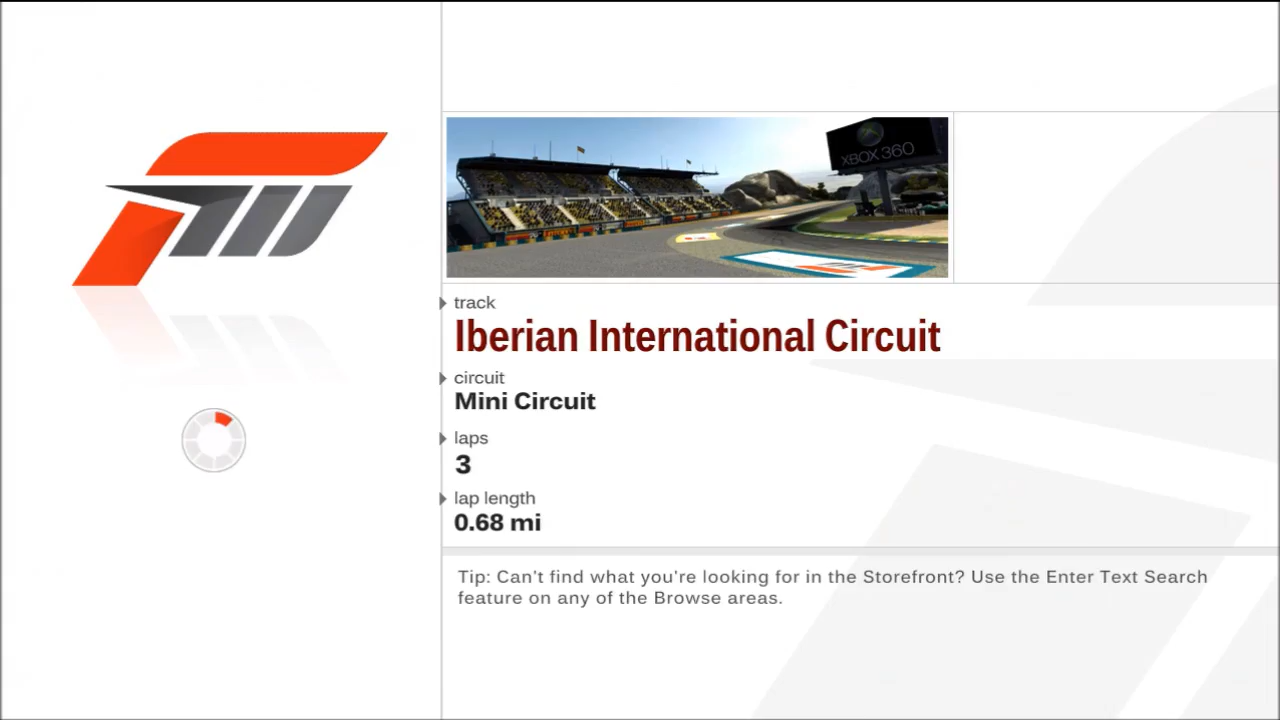 XBOX 360
track
Iberian International Circuit
circuit
Mini Circuit
laps
3
lap length
0.68 mi
Tip: Can't find what you're looking for in the Storefront? Use the Enter Text Search
feature on any of the Browse areas.